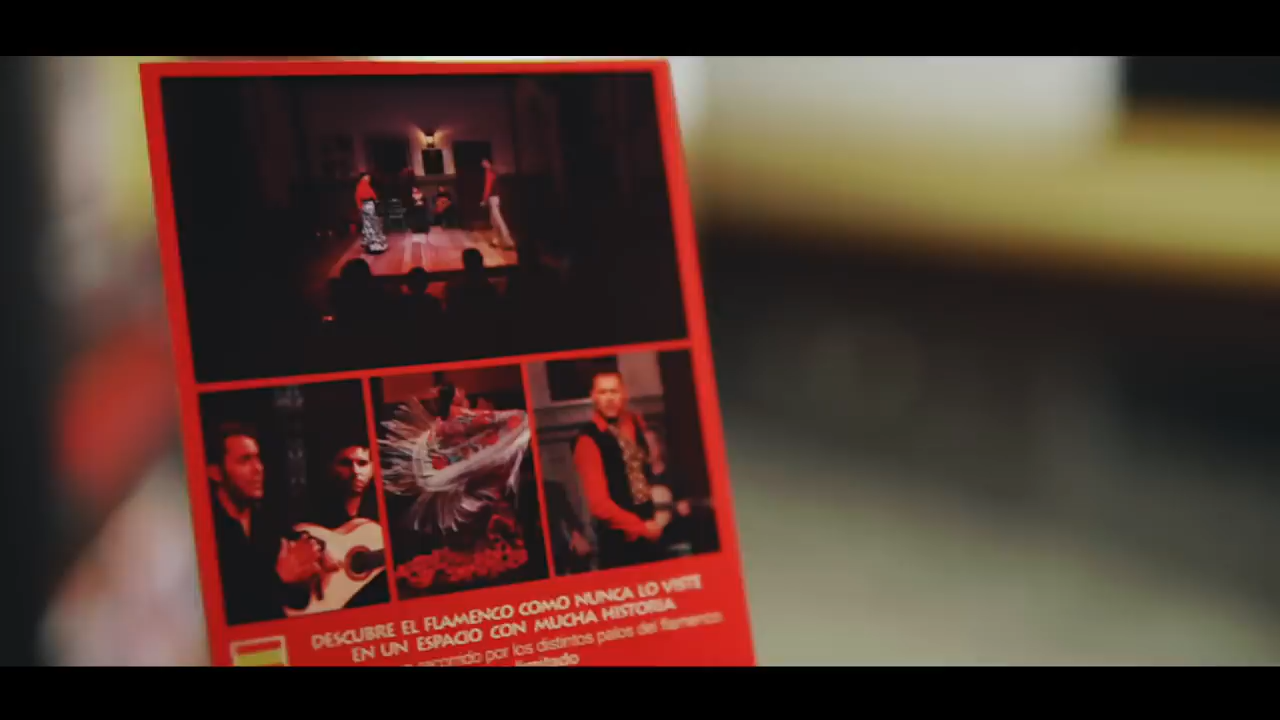 DESCUBRE EL FLAMENCO COMO NUNCA LO VISTE
EN UN ESPACIO CON MUCHA HISTORIA
recorrido por los distintos palos del flamenco
limitado